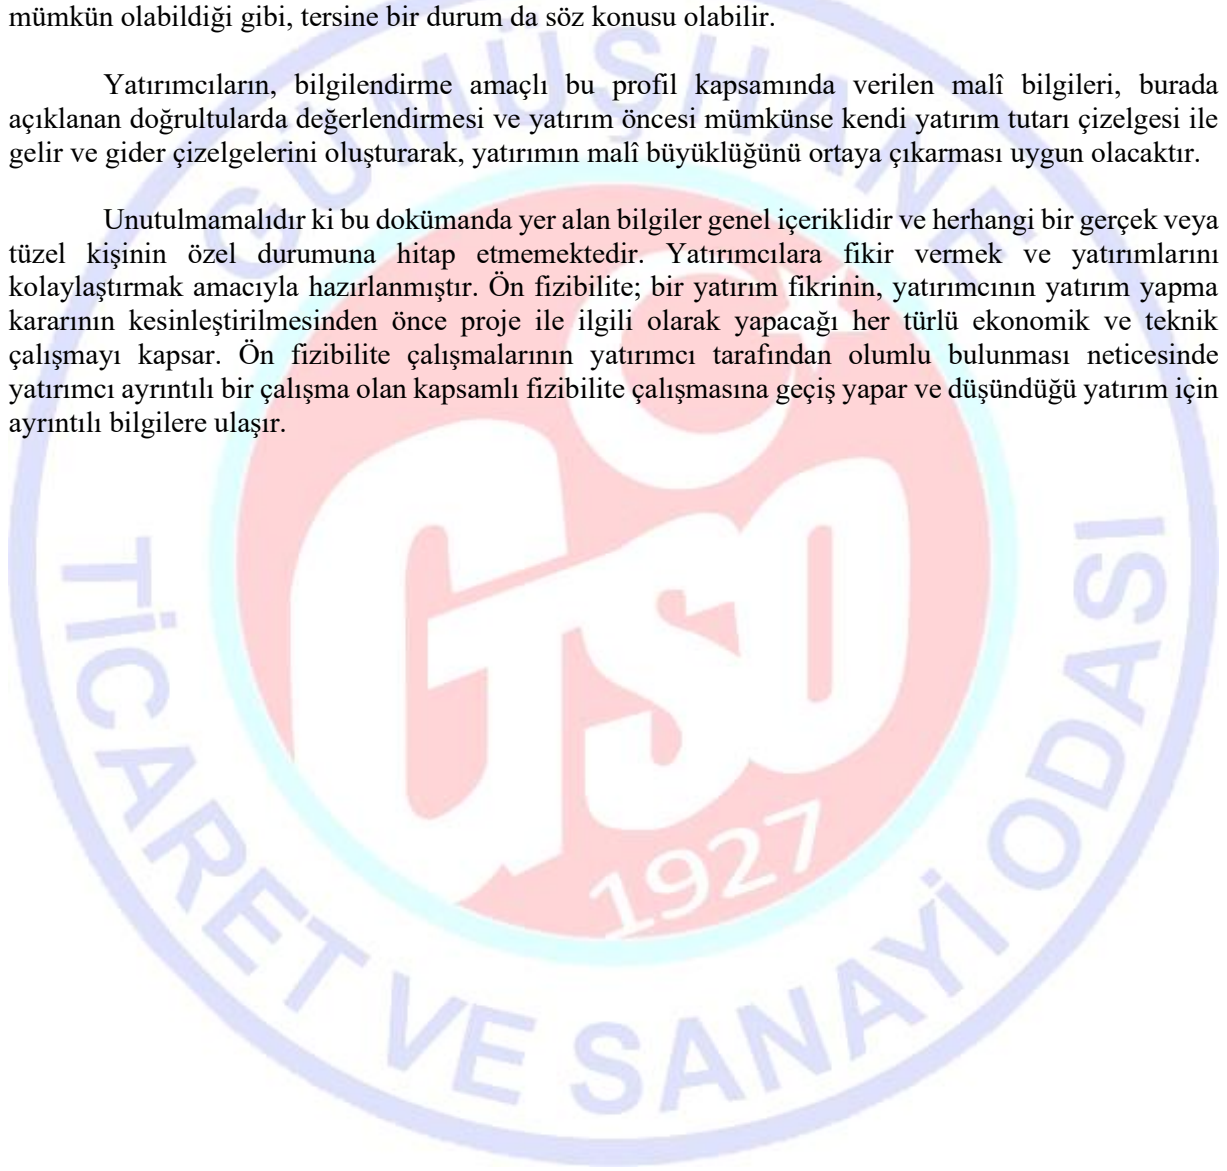 mümkün olabildiği gibi, tersine bir durum da söz konusu olabilir.
Yatırımcıların, bilgilendirme amaçlı bu profil kapsamında verilen malî bilgileri, burada
açıklanan doğrultularda değerlendirmesi ve yatırım öncesi mümkünse kendi yatırım tutarı çizelgesi ile
gelir ve gider çizelgelerini oluşturarak, yatırımın malî büyüklüğünü ortaya çıkarması uygun olacaktır.
Unutulmamalıdır ki bu dokümanda yer alan bilgiler genel içeriklidir ve herhangi bir gerçek veya
tüzel kişinin özel durumuna hitap etmemektedir. Yatırımcılara fikir vermek ve yatırımlarını
kolaylaştırmak amacıyla hazırlanmıştır. Ön fizibilite; bir yatırım fikrinin, yatırımcının yatırım yapma
kararının kesinleştirilmesinden önce proje ile ilgili olarak yapacağı her türlü ekonomik ve teknik
çalışmayı kapsar. Ön fizibilite çalışmalarının yatırımcı tarafından olumlu bulunması neticesinde
yatırımcı ayrıntılı bir çalışma olan kapsamlı fizibilite çalışmasına geçiş yapar ve düşündüğü yatırım için
ayrıntılı bilgilere ulaşır.
GÜMÜŞHANE
TİCARET VE SANAYİ ODASI
GTSO
1927